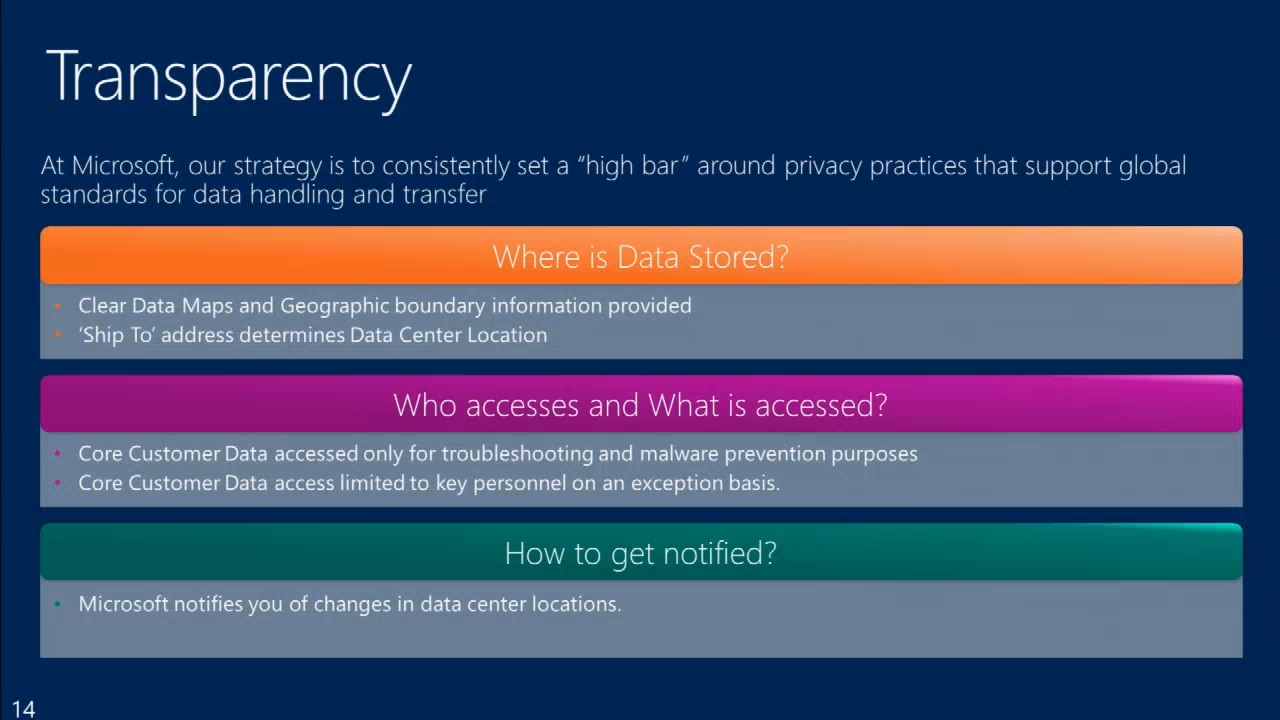 Transparency
At Microsoft, our strategy is to consistently set a “high bar” around privacy practices that support global
standards for data handling and transfer
Where is Data Stored?
• Clear Data Maps and Geographic boundary information provided
• ‘Ship To’ address determines Data Center Location
Who accesses and What is accessed?
• Core Customer Data accessed only for troubleshooting and malware prevention purposes
• Core Customer Data access limited to key personnel on an exception basis.
How to get notified?
• Microsoft notifies you of changes in data center locations.
14